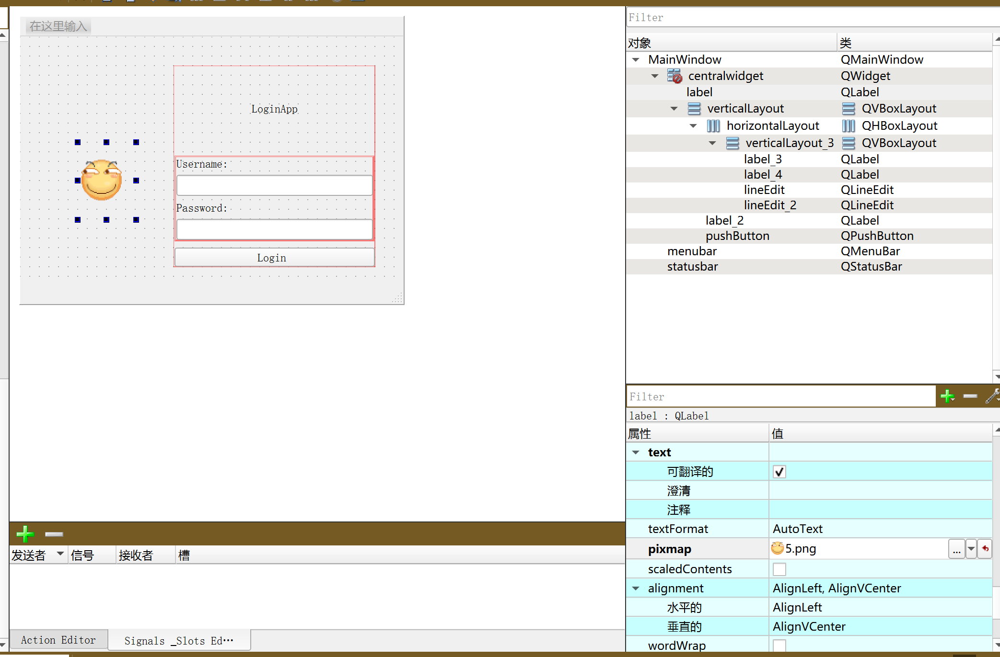 在这里输入
LoginApp
Username:
Password:
Login
Filter
对象 类
MainWindow QMainWindow
centralwidget QWidget
label QLabel
verticalLayout QVBoxLayout
horizontalLayout QHBoxLayout
verticalLayout_3 QVBoxLayout
label_3 QLabel
label_4 QLabel
lineEdit QLineEdit
lineEdit_2 QLineEdit
label_2 QLabel
pushButton QPushButton
menubar QMenuBar
statusbar QStatusBar
Filter
label : QLabel
属性 值
text
可翻译的
澄清
注释
textFormat AutoText
pixmap 5.png ...
scaledContents
alignment AlignLeft, AlignVCenter
水平的 AlignLeft
垂直的 AlignVCenter
wordWrap
发送者 信号 接收者 槽
Action Editor Signals _Slots Ed…